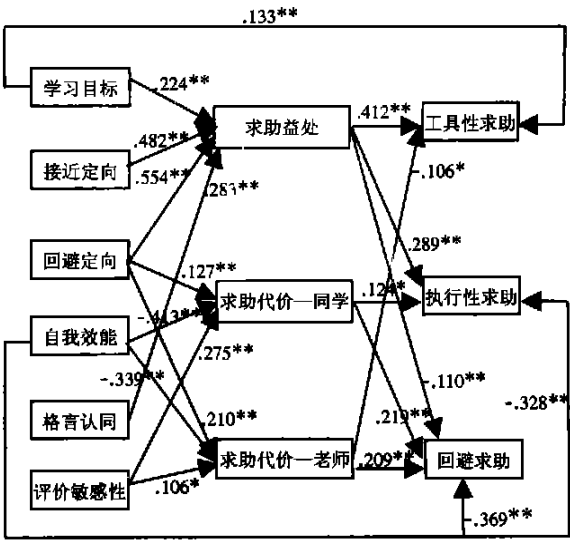 .133**
学习目标
.224**
求助益处
.412**
工具性求助
接近定向
.482**
.554**
.283**
-.106*
回避定向
.127**
.289**
求助代价—同学
.124*
执行性求助
自我效能
-.413**
-.339**
.275**
-.110**
-.328**
格言认同
.210**
.219**
求助代价—老师
.209**
回避求助
评价敏感性
.106*
-.369**